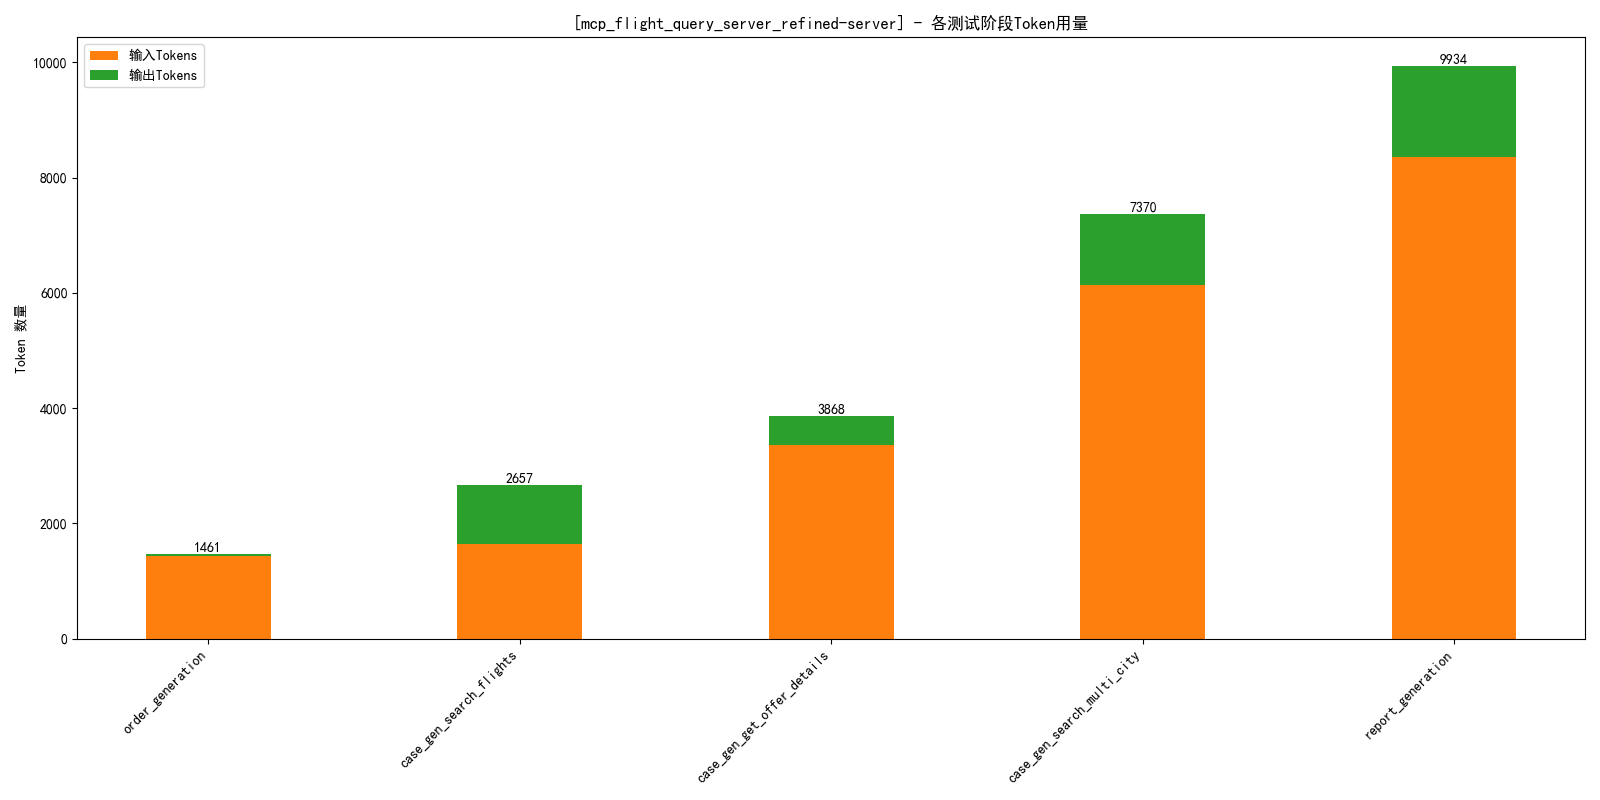 [mcp_flight_query_server_refined-server] - 各测试阶段Token用量
输入Tokens
输出Tokens
Token 数量
10000
8000
6000
4000
2000
0
1461
2657
3868
7370
9934
order_generation
case_gen_search_flights
case_gen_get_offer_details
case_gen_search_multi_city
report_generation